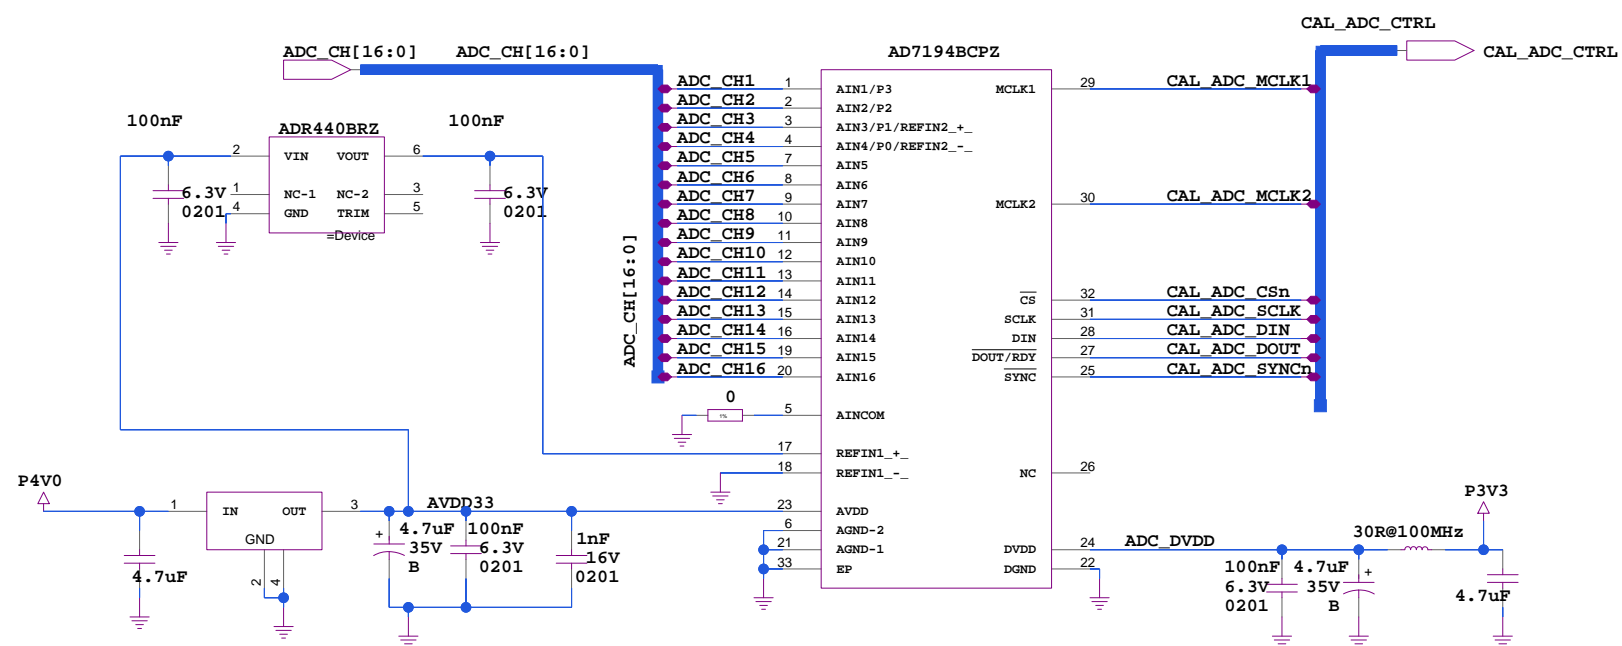 CAL_ADC_CTRL
ADC_CH[16:0]
ADC_CH[16:0]
AD7194BCPZ
CAL_ADC_CTRL
ADC_CH[16:0]
100nF
ADR440BRZ
100nF
2
VIN
VOUT
6
1
NC-1
NC-2
3
4
GND
TRIM
5
=Device
6.3V
0201
6.3V
0201
ADC_CH1
1
AIN1/P3
ADC_CH2
2
AIN2/P2
ADC_CH3
3
AIN3/P1/REFIN2_+_
ADC_CH4
4
AIN4/P0/REFIN2_-_
ADC_CH5
7
AIN5
ADC_CH6
8
AIN6
ADC_CH7
9
AIN7
ADC_CH8
10
AIN8
ADC_CH9
11
AIN9
ADC_CH10
12
AIN10
ADC_CH11
13
AIN11
ADC_CH12
14
AIN12
ADC_CH13
15
AIN13
ADC_CH14
16
AIN14
ADC_CH15
19
AIN15
ADC_CH16
20
AIN16
0
1%
5
AINCOM
17
REFIN1_+_
18
REFIN1_-_
23
AVDD
6
AGND-2
21
AGND-1
33
EP
MCLK1
29
CAL_ADC_MCLK1
MCLK2
30
CAL_ADC_MCLK2
CS
32
CAL_ADC_CSn
SCLK
31
CAL_ADC_SCLK
DIN
28
CAL_ADC_DIN
DOUT/RDY
27
CAL_ADC_DOUT
SYNC
25
CAL_ADC_SYNCn
NC
26
DVDD
24
ADC_DVDD
DGND
22
P4V0
1
IN
OUT
3
GND
2
4
4.7uF
AVDD33
4.7uF
35V
B
100nF
6.3V
0201
1nF
16V
0201
P3V3
30R@100MHz
100nF
6.3V
0201
4.7uF
35V
B
4.7uF